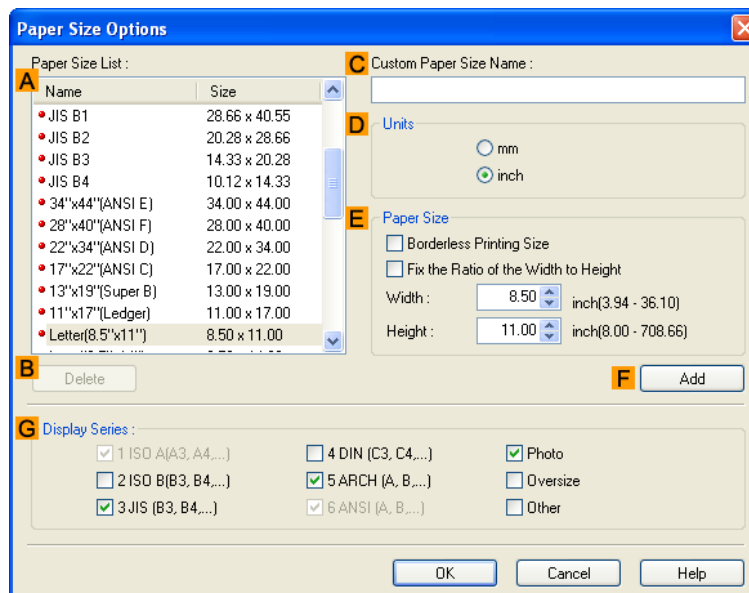 Paper Size Options
Paper Size List :
A
Name Size
JIS B1 28.66 x 40.55
JIS B2 20.28 x 28.66
JIS B3 14.33 x 20.28
JIS B4 10.12 x 14.33
34"x44"(ANSI E) 34.00 x 44.00
28"x40"(ANSI F) 28.00 x 40.00
22"x34"(ANSI D) 22.00 x 34.00
17"x22"(ANSI C) 17.00 x 22.00
13"x19"(Super B) 13.00 x 19.00
11"x17"(Ledger) 11.00 x 17.00
Letter(8.5"x11") 8.50 x 11.00
B
Delete
C Custom Paper Size Name :
D Units
mm
inch
E Paper Size
Borderless Printing Size
Fix the Ratio of the Width to Height
Width : 8.50 inch(3.94 - 36.10)
Height : 11.00 inch(8.00 - 708.66)
F Add
G Display Series :
1 ISO A(A3, A4,...) 4 DIN (C3, C4,...) Photo
2 ISO B(B3, B4,...) 5 ARCH (A, B,...) Oversize
3 JIS (B3, B4,...) 6 ANSI (A, B,...) Other
OK Cancel Help